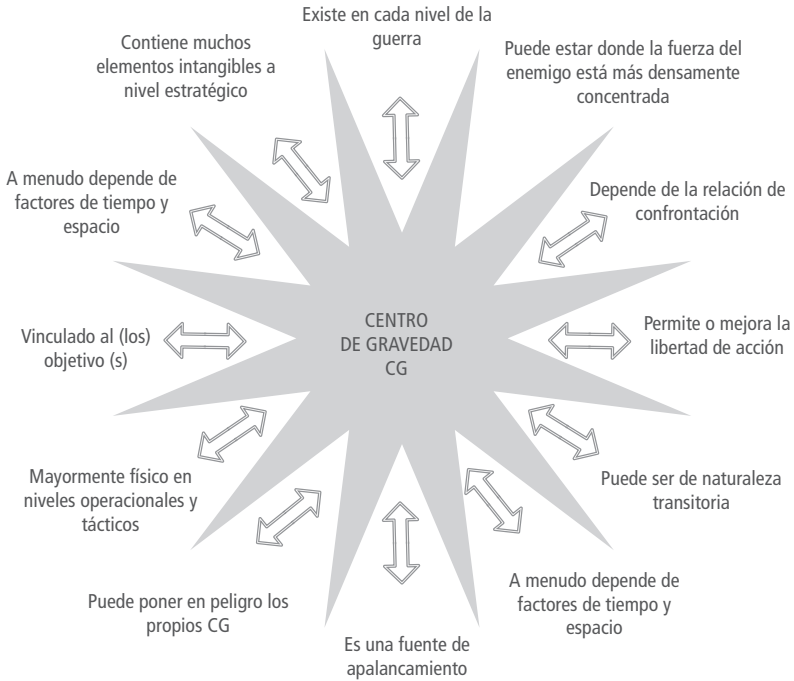 Existe en cada nivel de la
guerra
Puede estar donde la fuerza del
enemigo está más densamente
concentrada
Depende de la relación de
confrontación
Permite o mejora la
libertad de acción
Puede ser de naturaleza
transitoria
A menudo depende de
factores de tiempo y
espacio
Es una fuente de
apalancamiento
Puede poner en peligro los
propios CG
Mayormente físico en
niveles operacionales y
tácticos
Vinculado al (los)
objetivo (s)
A menudo depende de
factores de tiempo y
espacio
Contiene muchos
elementos intangibles a
nivel estratégico
CENTRO
DE GRAVEDAD
CG